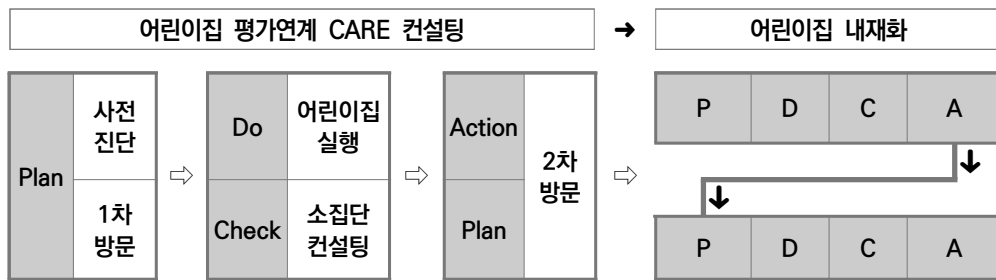 어린이집 평가연계 CARE 컨설팅 ➜ 어린이집 내재화
Plan
사전
진단
1차
방문
⇨
Do
어린이집
실행
Check
소집단
컨설팅
⇨
Action
Plan
2차
방문
⇨
P D C A
P D C A